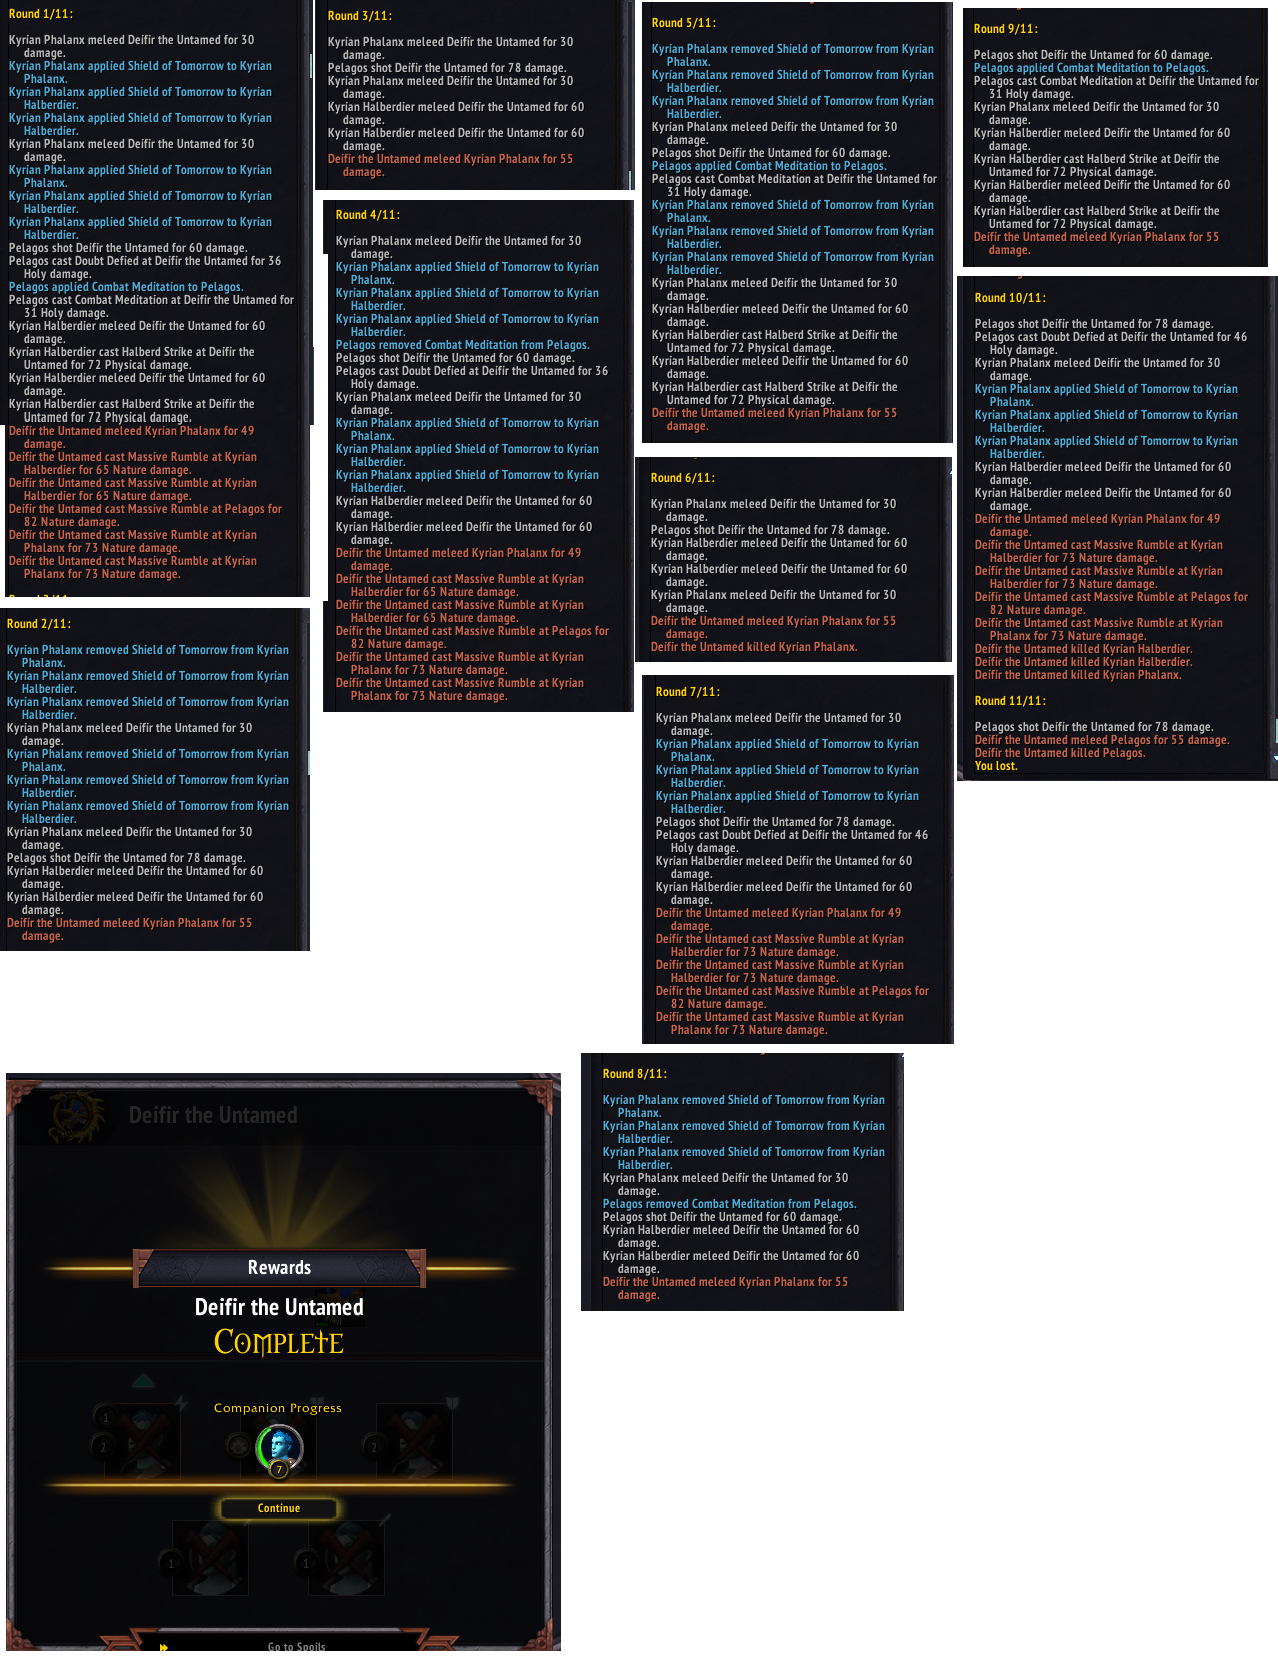 Round 1/11:
Kyrian Phalanx meleed Deifir the Untamed for 30
damage.
Kyrian Phalanx applied Shield of Tomorrow to Kyrian
Phalanx.
Kyrian Phalanx applied Shield of Tomorrow to Kyrian
Halberdier.
Kyrian Phalanx applied Shield of Tomorrow to Kyrian
Halberdier.
Kyrian Phalanx meleed Deifir the Untamed for 30
damage.
Kyrian Phalanx applied Shield of Tomorrow to Kyrian
Phalanx.
Kyrian Phalanx applied Shield of Tomorrow to Kyrian
Halberdier.
Kyrian Phalanx applied Shield of Tomorrow to Kyrian
Halberdier.
Pelagos shot Deifir the Untamed for 60 damage.
Pelagos cast Doubt Defied at Deifir the Untamed for 36
Holy damage.
Pelagos applied Combat Meditation to Pelagos.
Pelagos cast Combat Meditation at Deifir the Untamed for
31 Holy damage.
Kyrian Halberdier meleed Deifir the Untamed for 60
damage.
Kyrian Halberdier cast Halberd Strike at Deifir the
Untamed for 72 Physical damage.
Kyrian Halberdier meleed Deifir the Untamed for 60
damage.
Kyrian Halberdier cast Halberd Strike at Deifir the
Untamed for 72 Physical damage.
Deifir the Untamed meleed Kyrian Phalanx for 49
damage.
Deifir the Untamed cast Massive Rumble at Kyrian
Halberdier for 65 Nature damage.
Deifir the Untamed cast Massive Rumble at Kyrian
Halberdier for 65 Nature damage.
Deifir the Untamed cast Massive Rumble at Pelagos for
82 Nature damage.
Deifir the Untamed cast Massive Rumble at Kyrian
Phalanx for 73 Nature damage.
Deifir the Untamed cast Massive Rumble at Kyrian
Phalanx for 73 Nature damage.
Round 2/11:
Kyrian Phalanx removed Shield of Tomorrow from Kyrian
Phalanx.
Kyrian Phalanx removed Shield of Tomorrow from Kyrian
Halberdier.
Kyrian Phalanx removed Shield of Tomorrow from Kyrian
Halberdier.
Kyrian Phalanx meleed Deifir the Untamed for 30
damage.
Kyrian Phalanx removed Shield of Tomorrow from Kyrian
Phalanx.
Kyrian Phalanx removed Shield of Tomorrow from Kyrian
Halberdier.
Kyrian Phalanx removed Shield of Tomorrow from Kyrian
Halberdier.
Kyrian Phalanx meleed Deifir the Untamed for 30
damage.
Pelagos shot Deifir the Untamed for 78 damage.
Kyrian Halberdier meleed Deifir the Untamed for 60
damage.
Kyrian Halberdier meleed Deifir the Untamed for 60
damage.
Deifir the Untamed meleed Kyrian Phalanx for 55
damage.
Round 3/11:
Kyrian Phalanx meleed Deifir the Untamed for 30
damage.
Pelagos shot Deifir the Untamed for 78 damage.
Kyrian Phalanx meleed Deifir the Untamed for 30
damage.
Kyrian Halberdier meleed Deifir the Untamed for 60
damage.
Kyrian Halberdier meleed Deifir the Untamed for 60
damage.
Deifir the Untamed meleed Kyrian Phalanx for 55
damage.
Round 4/11:
Kyrian Phalanx meleed Deifir the Untamed for 30
damage.
Kyrian Phalanx applied Shield of Tomorrow to Kyrian
Phalanx.
Kyrian Phalanx applied Shield of Tomorrow to Kyrian
Halberdier.
Kyrian Phalanx applied Shield of Tomorrow to Kyrian
Halberdier.
Pelagos removed Combat Meditation from Pelagos.
Pelagos shot Deifir the Untamed for 60 damage.
Pelagos cast Doubt Defied at Deifir the Untamed for 36
Holy damage.
Kyrian Phalanx meleed Deifir the Untamed for 30
damage.
Kyrian Phalanx applied Shield of Tomorrow to Kyrian
Phalanx.
Kyrian Phalanx applied Shield of Tomorrow to Kyrian
Halberdier.
Kyrian Phalanx applied Shield of Tomorrow to Kyrian
Halberdier.
Kyrian Halberdier meleed Deifir the Untamed for 60
damage.
Kyrian Halberdier meleed Deifir the Untamed for 60
damage.
Deifir the Untamed meleed Kyrian Phalanx for 49
damage.
Deifir the Untamed cast Massive Rumble at Kyrian
Halberdier for 65 Nature damage.
Deifir the Untamed cast Massive Rumble at Kyrian
Halberdier for 65 Nature damage.
Deifir the Untamed cast Massive Rumble at Pelagos for
82 Nature damage.
Deifir the Untamed cast Massive Rumble at Kyrian
Phalanx for 73 Nature damage.
Deifir the Untamed cast Massive Rumble at Kyrian
Phalanx for 73 Nature damage.
Round 5/11:
Kyrian Phalanx removed Shield of Tomorrow from Kyrian
Phalanx.
Kyrian Phalanx removed Shield of Tomorrow from Kyrian
Halberdier.
Kyrian Phalanx removed Shield of Tomorrow from Kyrian
Halberdier.
Kyrian Phalanx meleed Deifir the Untamed for 30
damage.
Pelagos shot Deifir the Untamed for 60 damage.
Pelagos applied Combat Meditation to Pelagos.
Pelagos cast Combat Meditation at Deifir the Untamed for
31 Holy damage.
Kyrian Phalanx removed Shield of Tomorrow from Kyrian
Phalanx.
Kyrian Phalanx removed Shield of Tomorrow from Kyrian
Halberdier.
Kyrian Phalanx removed Shield of Tomorrow from Kyrian
Halberdier.
Kyrian Phalanx meleed Deifir the Untamed for 30
damage.
Kyrian Halberdier meleed Deifir the Untamed for 60
damage.
Kyrian Halberdier cast Halberd Strike at Deifir the
Untamed for 72 Physical damage.
Kyrian Halberdier meleed Deifir the Untamed for 60
damage.
Kyrian Halberdier cast Halberd Strike at Deifir the
Untamed for 72 Physical damage.
Deifir the Untamed meleed Kyrian Phalanx for 55
damage.
Round 6/11:
Kyrian Phalanx meleed Deifir the Untamed for 30
damage.
Pelagos shot Deifir the Untamed for 78 damage.
Kyrian Halberdier meleed Deifir the Untamed for 60
damage.
Kyrian Halberdier meleed Deifir the Untamed for 60
damage.
Kyrian Phalanx meleed Deifir the Untamed for 30
damage.
Deifir the Untamed meleed Kyrian Phalanx for 55
damage.
Deifir the Untamed killed Kyrian Phalanx.
Round 7/11:
Kyrian Phalanx meleed Deifir the Untamed for 30
damage.
Kyrian Phalanx applied Shield of Tomorrow to Kyrian
Phalanx.
Kyrian Phalanx applied Shield of Tomorrow to Kyrian
Halberdier.
Kyrian Phalanx applied Shield of Tomorrow to Kyrian
Halberdier.
Pelagos shot Deifir the Untamed for 78 damage.
Pelagos cast Doubt Defied at Deifir the Untamed for 46
Holy damage.
Kyrian Halberdier meleed Deifir the Untamed for 60
damage.
Kyrian Halberdier meleed Deifir the Untamed for 60
damage.
Deifir the Untamed meleed Kyrian Phalanx for 49
damage.
Deifir the Untamed cast Massive Rumble at Kyrian
Halberdier for 73 Nature damage.
Deifir the Untamed cast Massive Rumble at Kyrian
Halberdier for 73 Nature damage.
Deifir the Untamed cast Massive Rumble at Pelagos for
82 Nature damage.
Deifir the Untamed cast Massive Rumble at Kyrian
Phalanx for 73 Nature damage.
Round 8/11:
Kyrian Phalanx removed Shield of Tomorrow from Kyrian
Phalanx.
Kyrian Phalanx removed Shield of Tomorrow from Kyrian
Halberdier.
Kyrian Phalanx removed Shield of Tomorrow from Kyrian
Halberdier.
Kyrian Phalanx meleed Deifir the Untamed for 30
damage.
Pelagos removed Combat Meditation from Pelagos.
Pelagos shot Deifir the Untamed for 60 damage.
Kyrian Halberdier meleed Deifir the Untamed for 60
damage.
Kyrian Halberdier meleed Deifir the Untamed for 60
damage.
Deifir the Untamed meleed Kyrian Phalanx for 55
damage.
Round 9/11:
Pelagos shot Deifir the Untamed for 60 damage.
Pelagos applied Combat Meditation to Pelagos.
Pelagos cast Combat Meditation at Deifir the Untamed for
31 Holy damage.
Kyrian Phalanx meleed Deifir the Untamed for 30
damage.
Kyrian Halberdier meleed Deifir the Untamed for 60
damage.
Kyrian Halberdier cast Halberd Strike at Deifir the
Untamed for 72 Physical damage.
Kyrian Halberdier meleed Deifir the Untamed for 60
damage.
Kyrian Halberdier cast Halberd Strike at Deifir the
Untamed for 72 Physical damage.
Deifir the Untamed meleed Kyrian Phalanx for 55
damage.
Round 10/11:
Pelagos shot Deifir the Untamed for 78 damage.
Pelagos cast Doubt Defied at Deifir the Untamed for 46
Holy damage.
Kyrian Phalanx meleed Deifir the Untamed for 30
damage.
Kyrian Phalanx applied Shield of Tomorrow to Kyrian
Phalanx.
Kyrian Phalanx applied Shield of Tomorrow to Kyrian
Halberdier.
Kyrian Phalanx applied Shield of Tomorrow to Kyrian
Halberdier.
Kyrian Halberdier meleed Deifir the Untamed for 60
damage.
Kyrian Halberdier meleed Deifir the Untamed for 60
damage.
Deifir the Untamed meleed Kyrian Phalanx for 49
damage.
Deifir the Untamed cast Massive Rumble at Kyrian
Halberdier for 73 Nature damage.
Deifir the Untamed cast Massive Rumble at Kyrian
Halberdier for 73 Nature damage.
Deifir the Untamed cast Massive Rumble at Pelagos for
82 Nature damage.
Deifir the Untamed cast Massive Rumble at Kyrian
Phalanx for 73 Nature damage.
Deifir the Untamed killed Kyrian Halberdier.
Deifir the Untamed killed Kyrian Halberdier.
Deifir the Untamed killed Kyrian Phalanx.
Round 11/11:
Pelagos shot Deifir the Untamed for 78 damage.
Deifir the Untamed meleed Pelagos for 55 damage.
Deifir the Untamed killed Pelagos.
You lost.
Deifir the Untamed
Rewards
Deifir the Untamed
Complete
Companion Progress
1
2
2
7
Continue
1
1
Go to Spoils